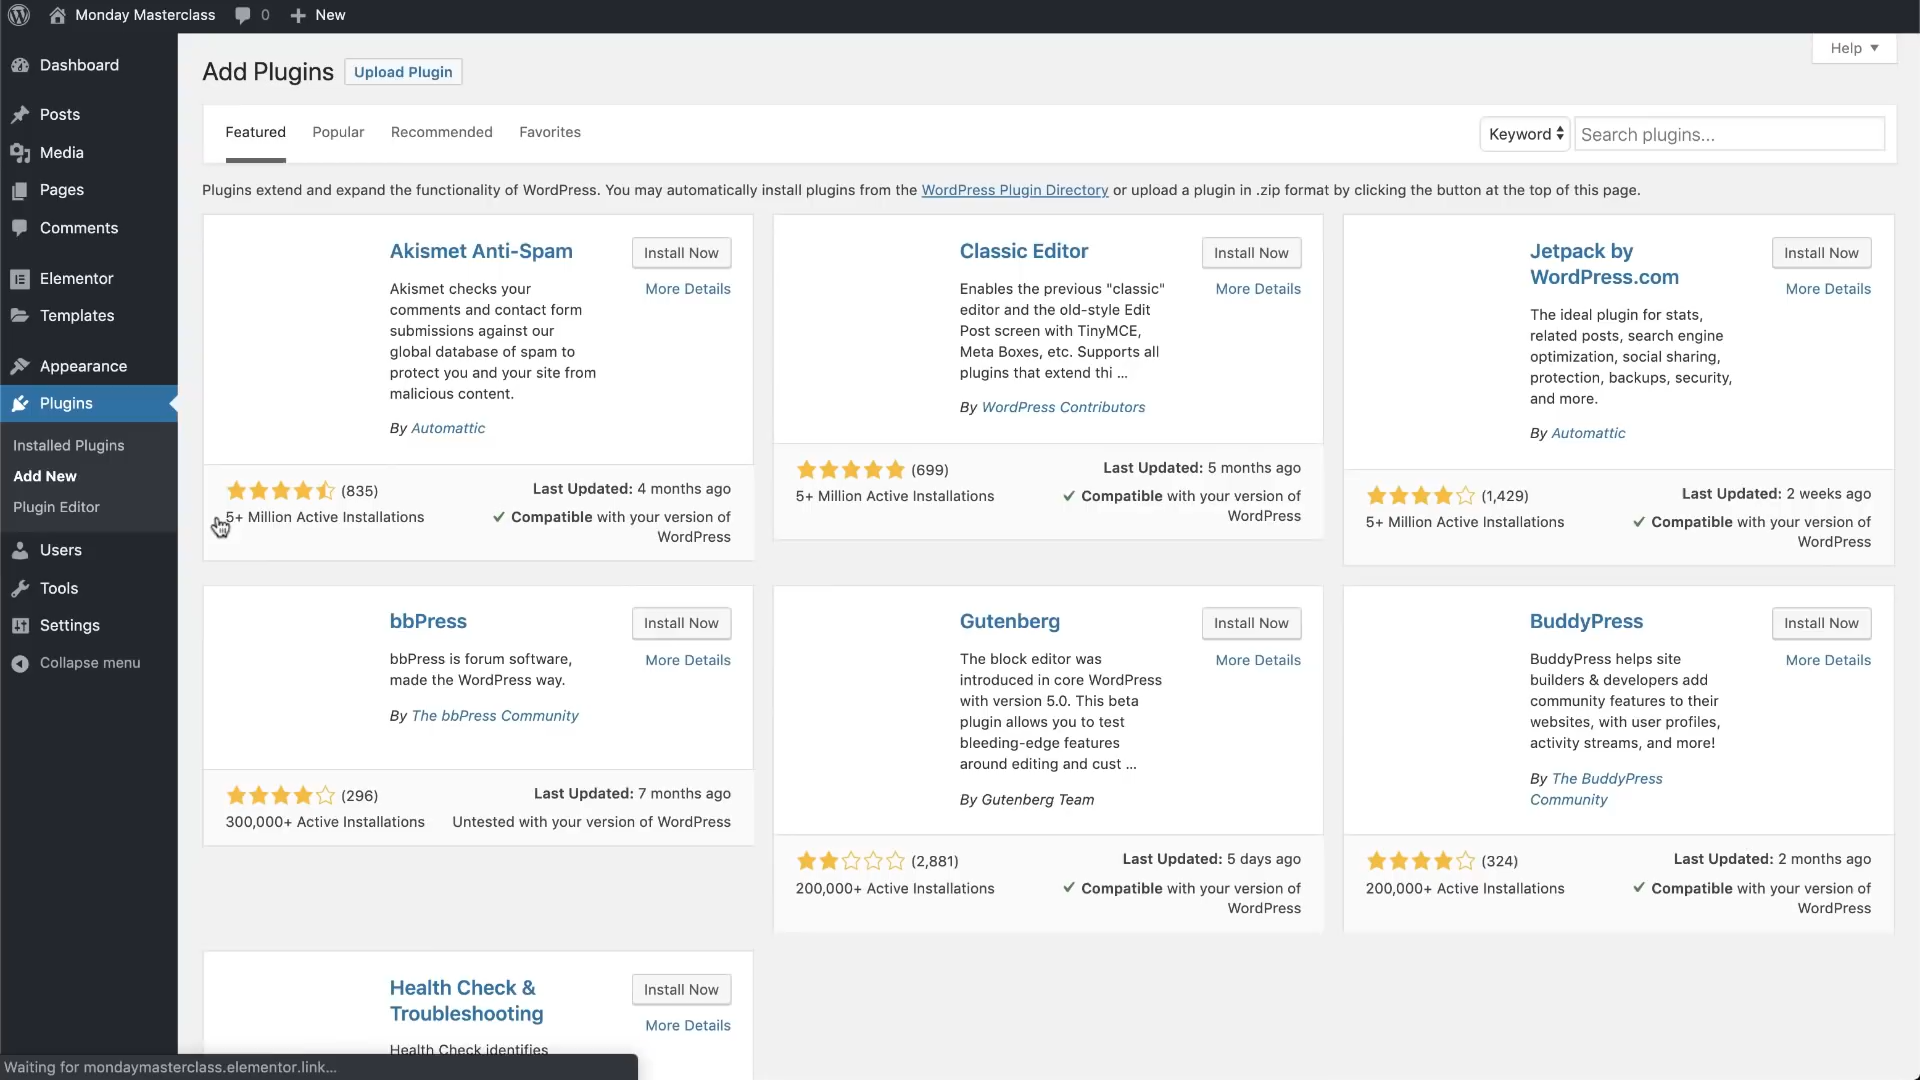 Monday Masterclass 0 New
Help
Dashboard
Posts
Media
Pages
Comments
Elementor
Templates
Appearance
Plugins
Installed Plugins
Add New
Plugin Editor
Users
Tools
Settings
Collapse menu
Add Plugins Upload Plugin
Featured Popular Recommended Favorites Keyword Search plugins...
Plugins extend and expand the functionality of WordPress. You may automatically install plugins from the WordPress Plugin Directory or upload a plugin in .zip format by clicking the button at the top of this page.
Akismet Anti-Spam
Install Now
More Details
Akismet checks your
comments and contact form
submissions against our
global database of spam to
protect you and your site from
malicious content.
By Automattic
(835)
Last Updated: 4 months ago
5+ Million Active Installations
Compatible with your version of
WordPress
Classic Editor
Install Now
More Details
Enables the previous "classic"
editor and the old-style Edit
Post screen with TinyMCE,
Meta Boxes, etc. Supports all
plugins that extend thi ...
By WordPress Contributors
(699)
Last Updated: 5 months ago
5+ Million Active Installations
Compatible with your version of
WordPress
Jetpack by
WordPress.com
Install Now
More Details
The ideal plugin for stats,
related posts, search engine
optimization, social sharing,
protection, backups, security,
and more.
By Automattic
(1,429)
Last Updated: 2 weeks ago
5+ Million Active Installations
Compatible with your version of
WordPress
bbPress
Install Now
More Details
bbPress is forum software,
made the WordPress way.
By The bbPress Community
(296)
Last Updated: 7 months ago
300,000+ Active Installations
Untested with your version of WordPress
Gutenberg
Install Now
More Details
The block editor was
introduced in core WordPress
with version 5.0. This beta
plugin allows you to test
bleeding-edge features
around editing and cust ...
By Gutenberg Team
(2,881)
Last Updated: 5 days ago
200,000+ Active Installations
Compatible with your version of
WordPress
BuddyPress
Install Now
More Details
BuddyPress helps site
builders & developers add
community features to their
websites, with user profiles,
activity streams, and more!
By The BuddyPress
Community
(324)
Last Updated: 2 months ago
200,000+ Active Installations
Compatible with your version of
WordPress
Health Check &
Troubleshooting
Install Now
More Details
Health Check identifies
Waiting for mondaymasterclass.elementor.link...